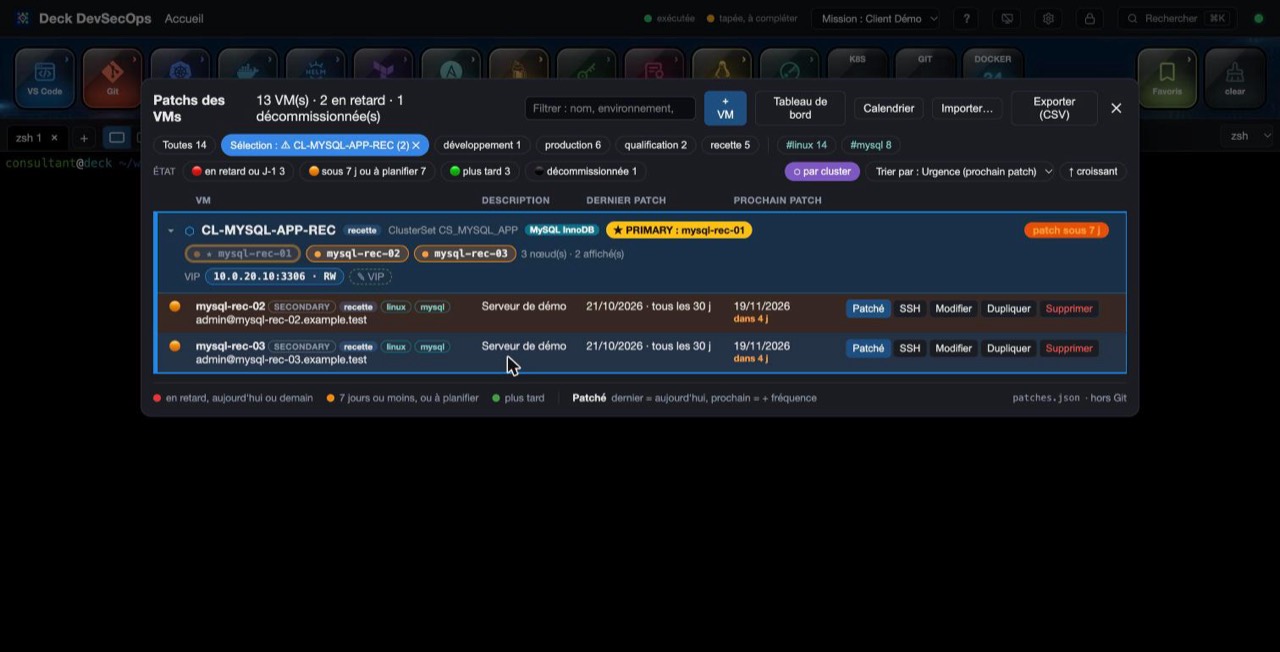 Deck DevSecOps Accueil
exécutée tapée, à compléter Mission : Client Démo ? Rechercher ⌘K
VS Code Git HELM K8S GIT DOCKER Favoris clear
zsh 1 × + zsh
consultant@deck ~/w
Patchs des VMs
13 VM(s) · 2 en retard · 1 décommissionnée(s)
Filtrer : nom, environnement,
+ VM
Tableau de bord
Calendrier
Importer…
Exporter (CSV)
Toutes 14 Sélection : ⚠ CL-MYSQL-APP-REC (2) × développement 1 production 6 qualification 2 recette 5 #linux 14 #mysql 8
ÉTAT en retard ou J-1 3 sous 7 j ou à planifier 7 plus tard 3 décommissionnée 1 par cluster Trier par : Urgence (prochain patch) ↑ croissant
VM DESCRIPTION DERNIER PATCH PROCHAIN PATCH
CL-MYSQL-APP-REC recette ClusterSet CS_MYSQL_APP MySQL InnoDB ★ PRIMARY : mysql-rec-01 patch sous 7 j
★ mysql-rec-01 mysql-rec-02 mysql-rec-03 3 nœud(s) · 2 affiché(s)
VIP 10.0.20.10:3306 · RW ✎ VIP
mysql-rec-02 SECONDARY recette linux mysql Serveur de démo 21/10/2026 · tous les 30 j 19/11/2026 Patché SSH Modifier Dupliquer Supprimer
admin@mysql-rec-02.example.test dans 4 j
mysql-rec-03 SECONDARY recette linux mysql Serveur de démo 21/10/2026 · tous les 30 j 19/11/2026 Patché SSH Modifier Dupliquer Supprimer
admin@mysql-rec-03.example.test dans 4 j
en retard, aujourd'hui ou demain 7 jours ou moins, ou à planifier plus tard Patché dernier = aujourd'hui, prochain = + fréquence patches.json · hors Git